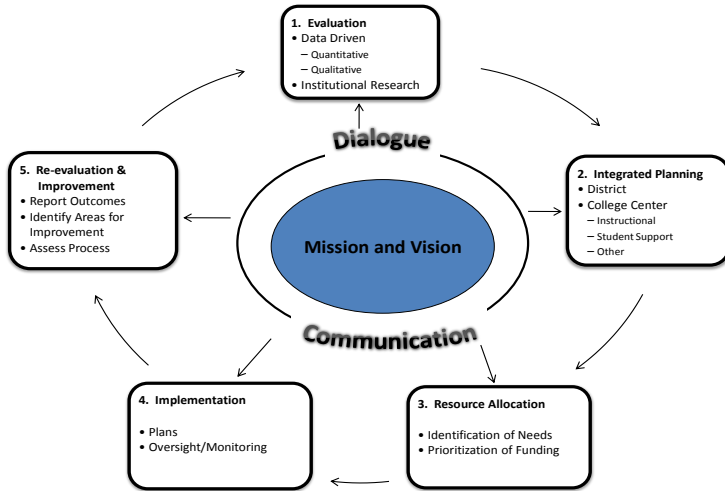 1. Evaluation
• Data Driven
– Quantitative
– Qualitative
• Institutional Research
Dialogue
5. Re-evaluation &
Improvement
• Report Outcomes
• Identify Areas for
Improvement
• Assess Process
2. Integrated Planning
• District
• College Center
– Instructional
– Student Support
– Other
Mission and Vision
Communication
4. Implementation
• Plans
• Oversight/Monitoring
3. Resource Allocation
• Identification of Needs
• Prioritization of Funding